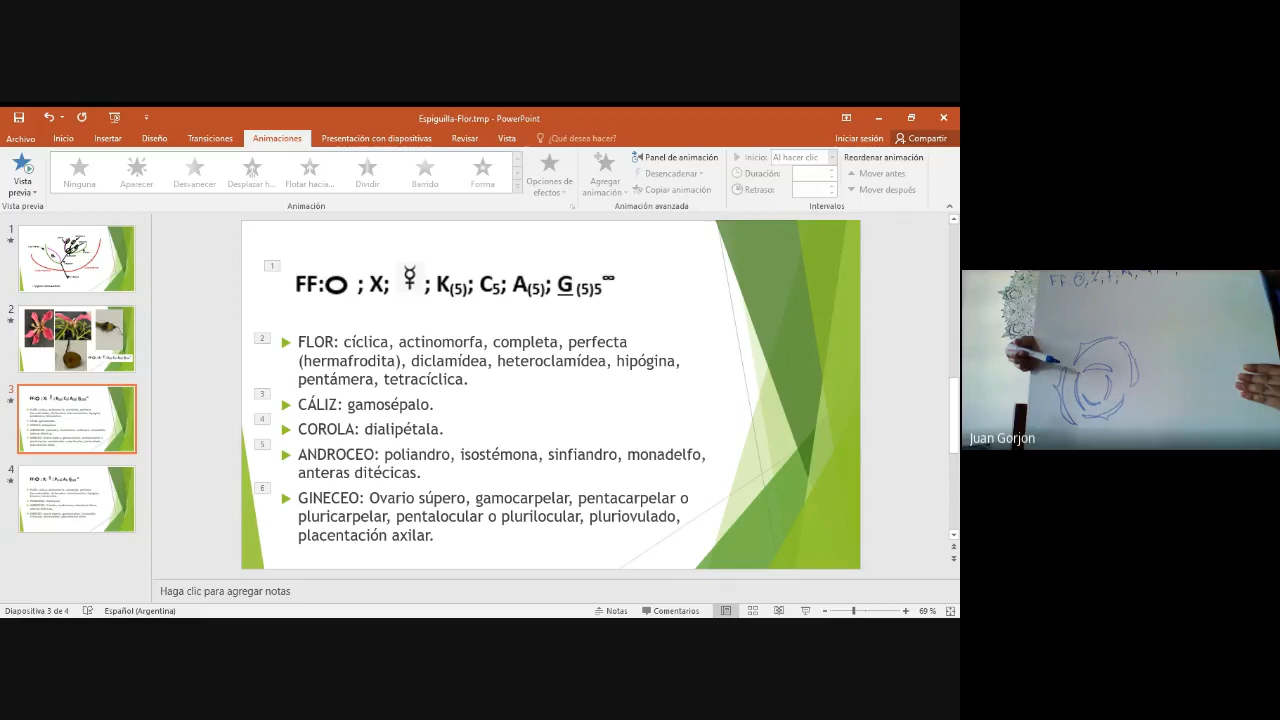 Espiguilla-Flor.tmp - PowerPoint
Archivo Inicio Insertar Diseño Transiciones Animaciones Presentación con diapositivas Revisar Vista ¿Qué desea hacer? Iniciar sesión Compartir
Vista previa
Ninguna Aparecer Desvanecer Desplazar h... Flotar hacia... Dividir Barrido Forma
Opciones de efectos
Agregar animación
Panel de animación
Desencadenar
Copiar animación
Inicio: Al hacer clic
Duración:
Retraso:
Reordenar animación
Mover antes
Mover después
Vista previa Animación Animación avanzada Intervalos
1
2
3
4
1
FF:O ; X; ☿ ; K(5); C5; A(5); G (5)5∞
2
FLOR: cíclica, actinomorfa, completa, perfecta
(hermafrodita), diclamídea, heteroclamídea, hipógina,
pentámera, tetracíclica.
3
CÁLIZ: gamosépalo.
4
COROLA: dialipétala.
5
ANDROCEO: poliandro, isostémona, sinfiandro, monadelfo,
anteras ditécicas.
6
GINECEO: Ovario súpero, gamocarpelar, pentacarpelar o
pluricarpelar, pentalocular o plurilocular, pluriovulado,
placentación axilar.
Haga clic para agregar notas
Diapositiva 3 de 4 Español (Argentina) Notas Comentarios 69 %
Juan Gorjon